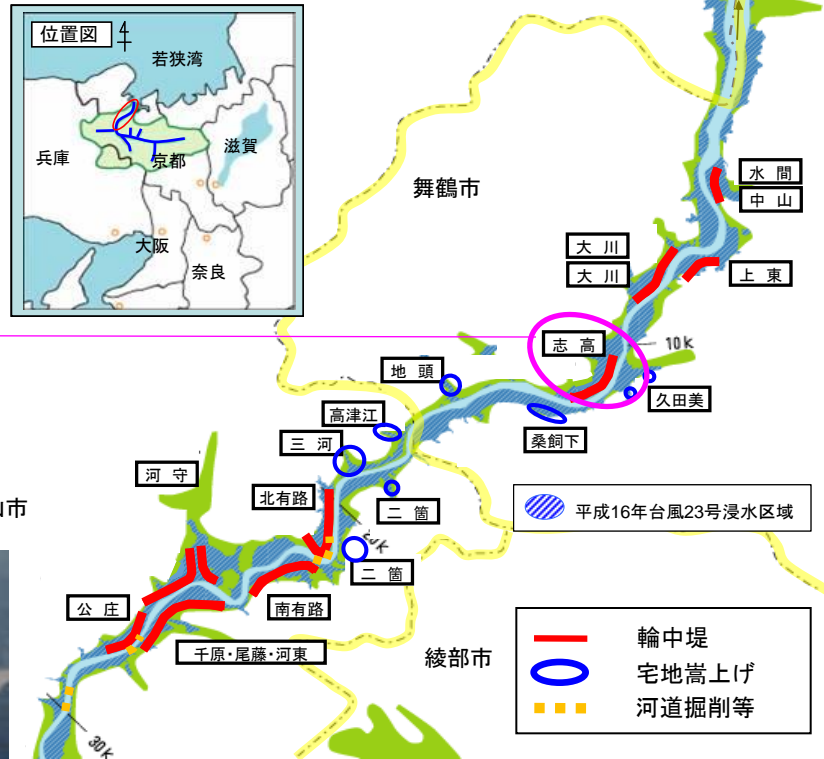 位置図
若狭湾
兵庫
京都
滋賀
大阪
奈良
舞鶴市
水間
中山
大川
大川
上東
志高
10K
地頭
久田美
高津江
桑飼下
三河
河守
北有路
二箇
平成16年台風23号浸水区域
山市
20K
二箇
公庄
南有路
千原・尾藤・河東
綾部市
輪中堤
宅地嵩上げ
河道掘削等
30K